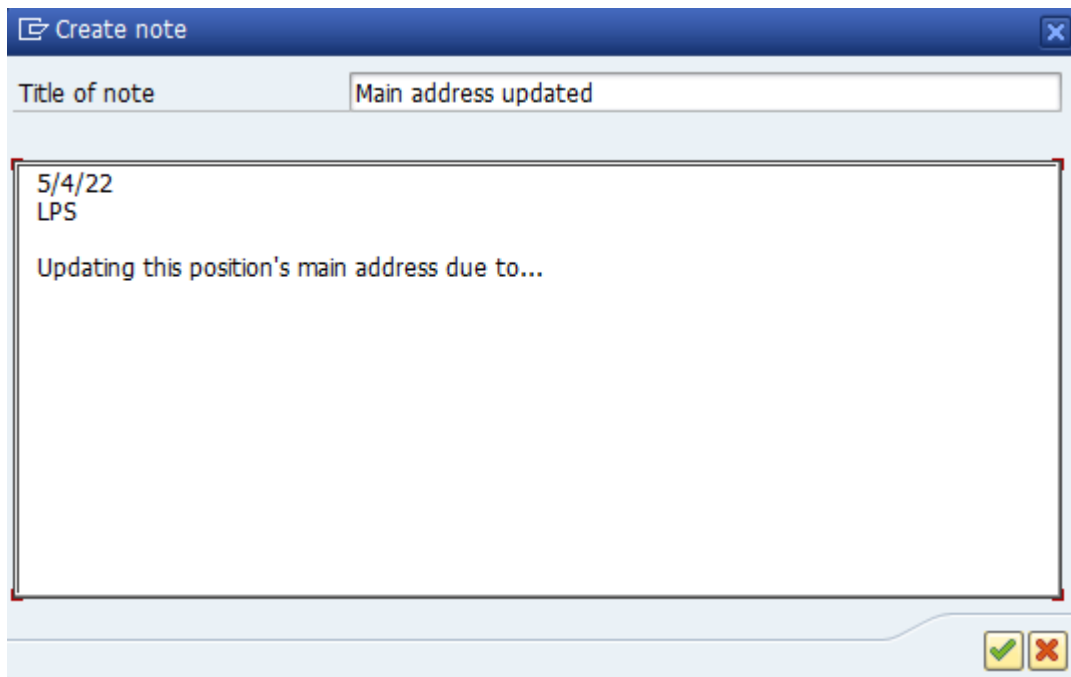 Create note
Title of note Main address updated
5/4/22
LPS
Updating this position's main address due to...